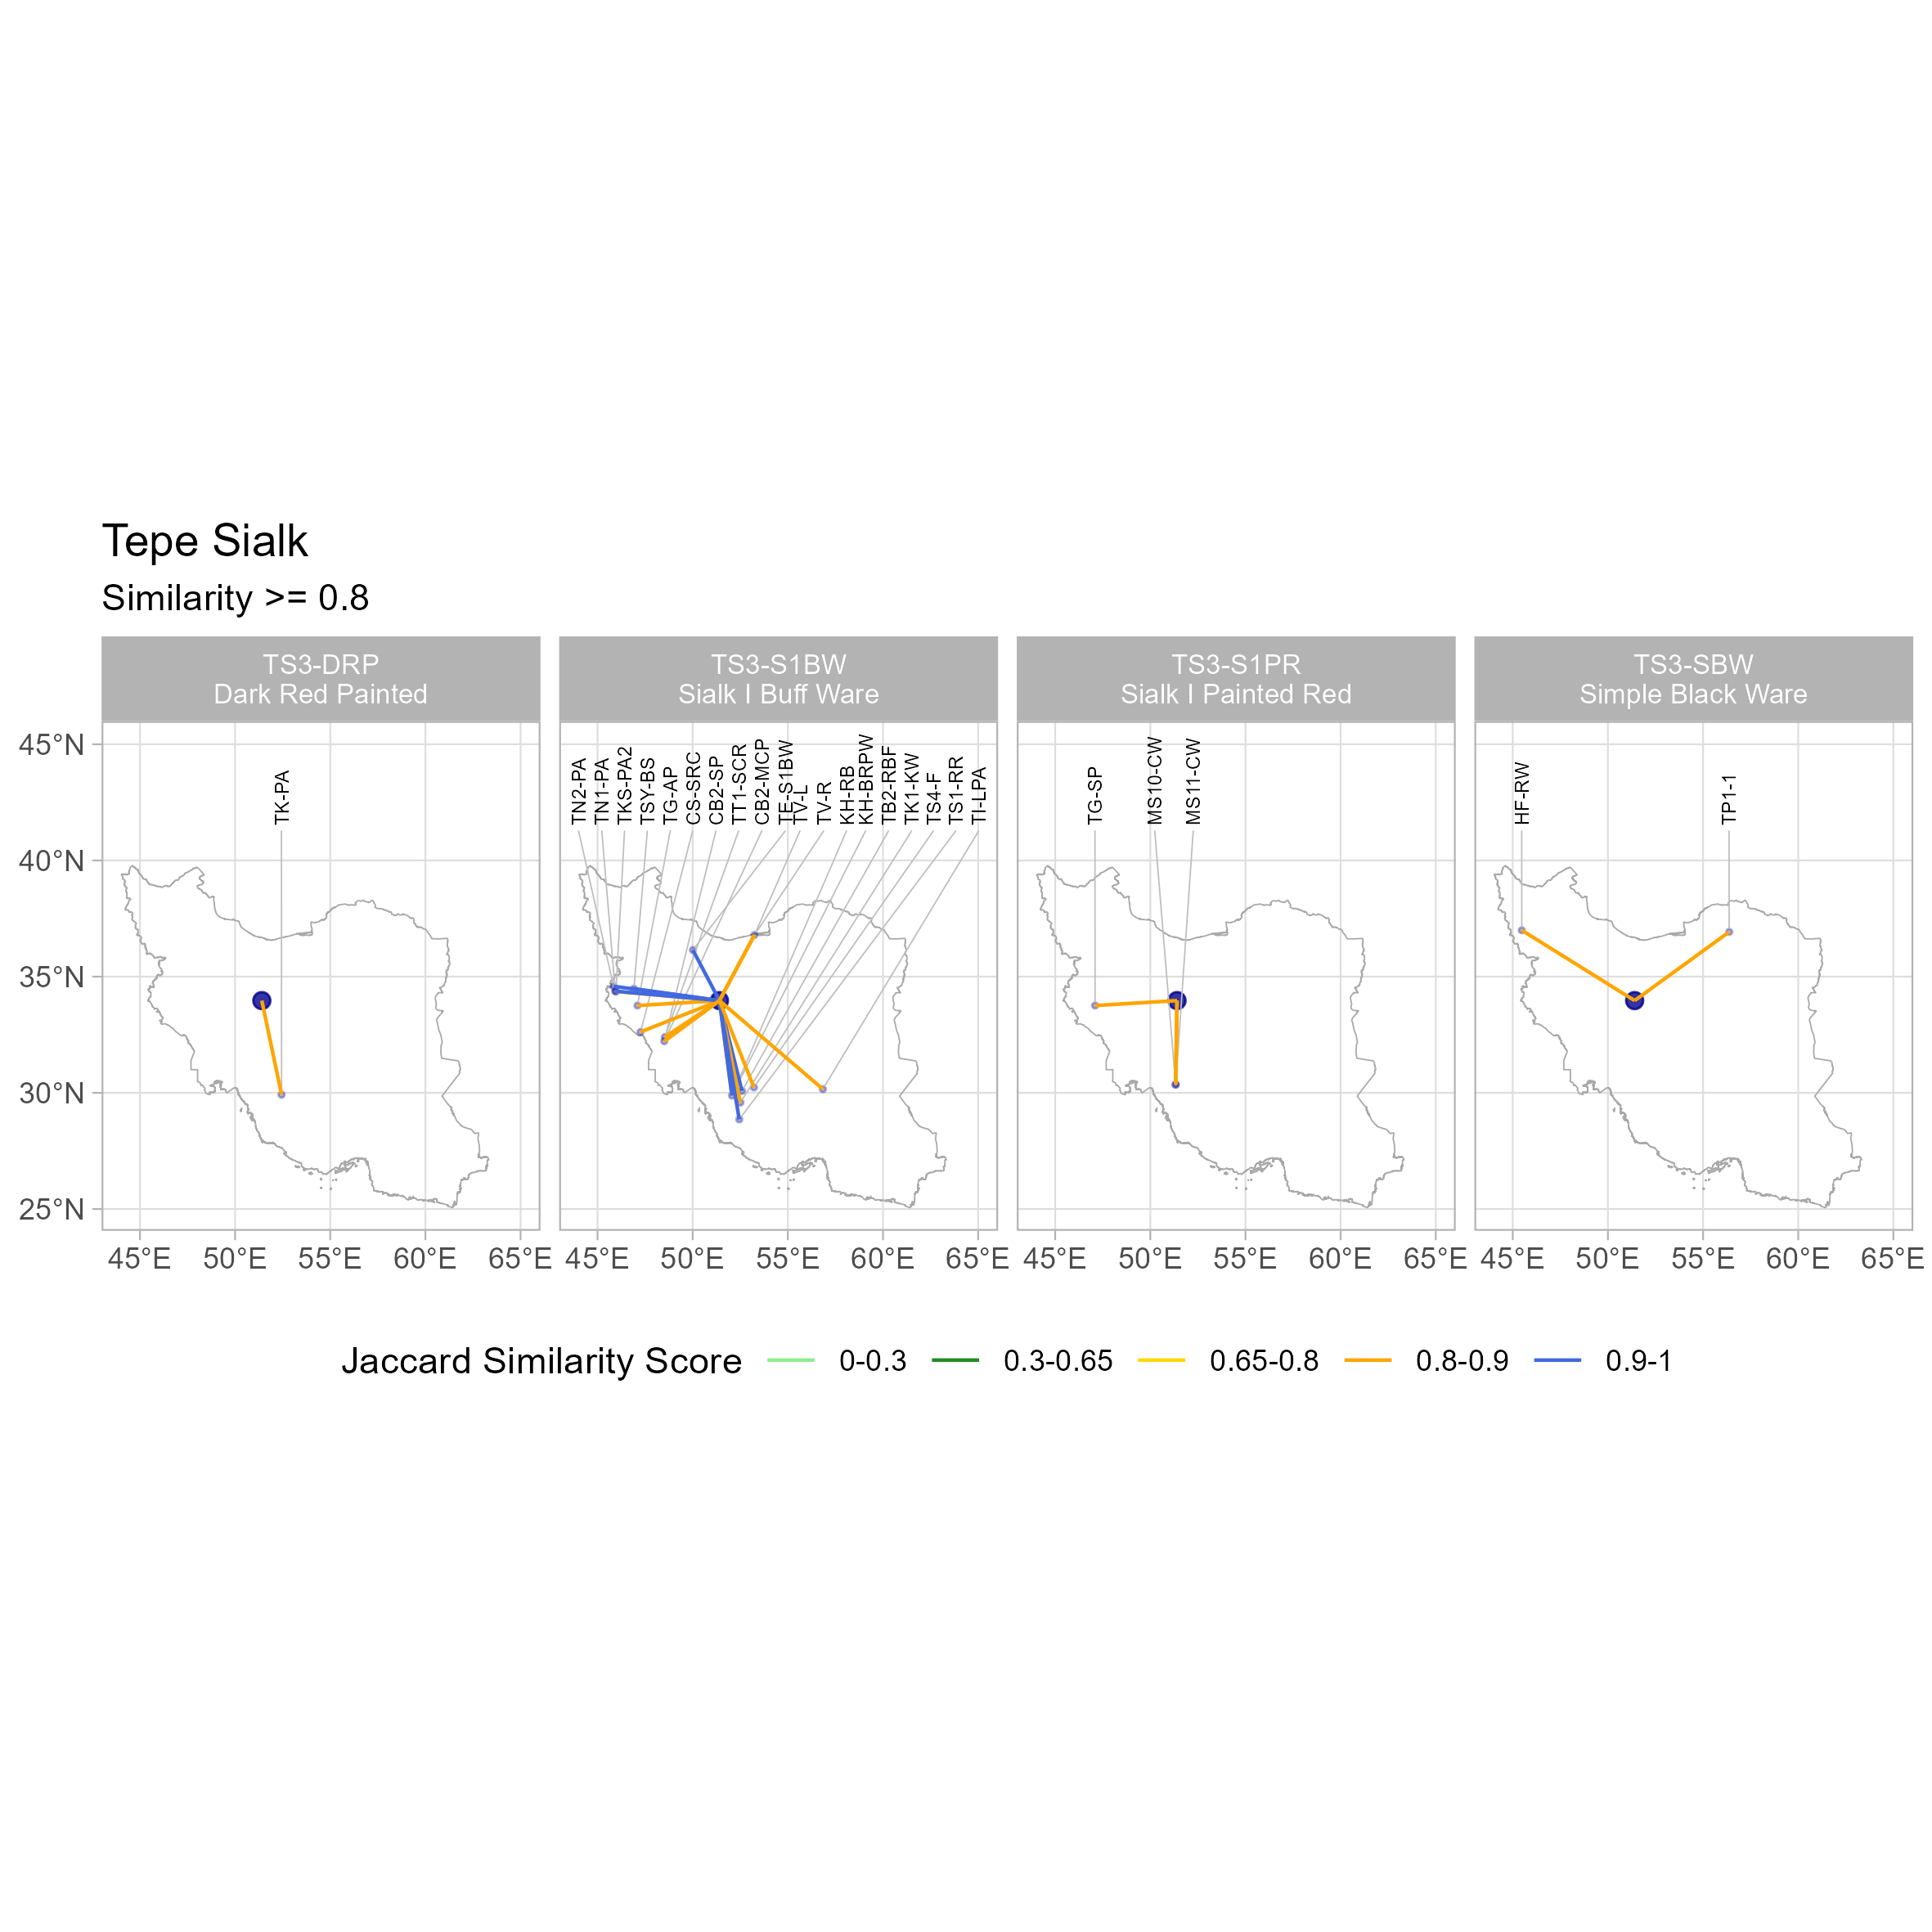 Tepe Sialk
Similarity >= 0.8
TS3-DRP
Dark Red Painted
TS3-S1BW
Sialk I Buff Ware
TS3-S1PR
Sialk I Painted Red
TS3-SBW
Simple Black Ware
45°N
40°N
35°N
30°N
25°N
TK-PA
TN2-PA
TN1-PA
TKS-PA2
TSY-BS
TG-AP
CS-SRC
CB2-SP
TT1-SCR
CB2-MCP
TE-S1BW
TV-L
TV-R
KH-RB
KH-BRPW
TB2-RBF
TK1-KW
TS4-F
TS1-RR
TI-LPA
TG-SP
MS10-CW
MS11-CW
HF-RW
TP1-1
45°E 50°E 55°E 60°E 65°E
45°E 50°E 55°E 60°E 65°E
45°E 50°E 55°E 60°E 65°E
45°E 50°E 55°E 60°E 65°E
Jaccard Similarity Score 0-0.3 0.3-0.65 0.65-0.8 0.8-0.9 0.9-1